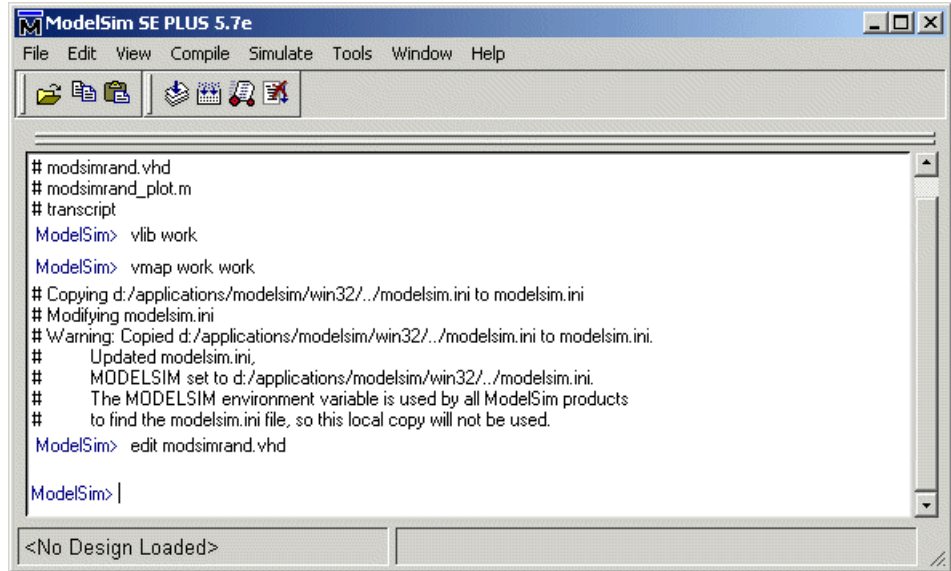 ModelSim SE PLUS 5.7e
File Edit View Compile Simulate Tools Window Help
# modsimrand.vhd
# modsimrand_plot.m
# transcript
ModelSim> vlib work
ModelSim> vmap work work
# Copying d:/applications/modelsim/win32/../modelsim.ini to modelsim.ini
# Modifying modelsim.ini
# Warning: Copied d:/applications/modelsim/win32/../modelsim.ini to modelsim.ini.
# Updated modelsim.ini,
# MODELSIM set to d:/applications/modelsim/win32/../modelsim.ini.
# The MODELSIM environment variable is used by all ModelSim products
# to find the modelsim.ini file, so this local copy will not be used.
ModelSim> edit modsimrand.vhd
ModelSim>
<No Design Loaded>